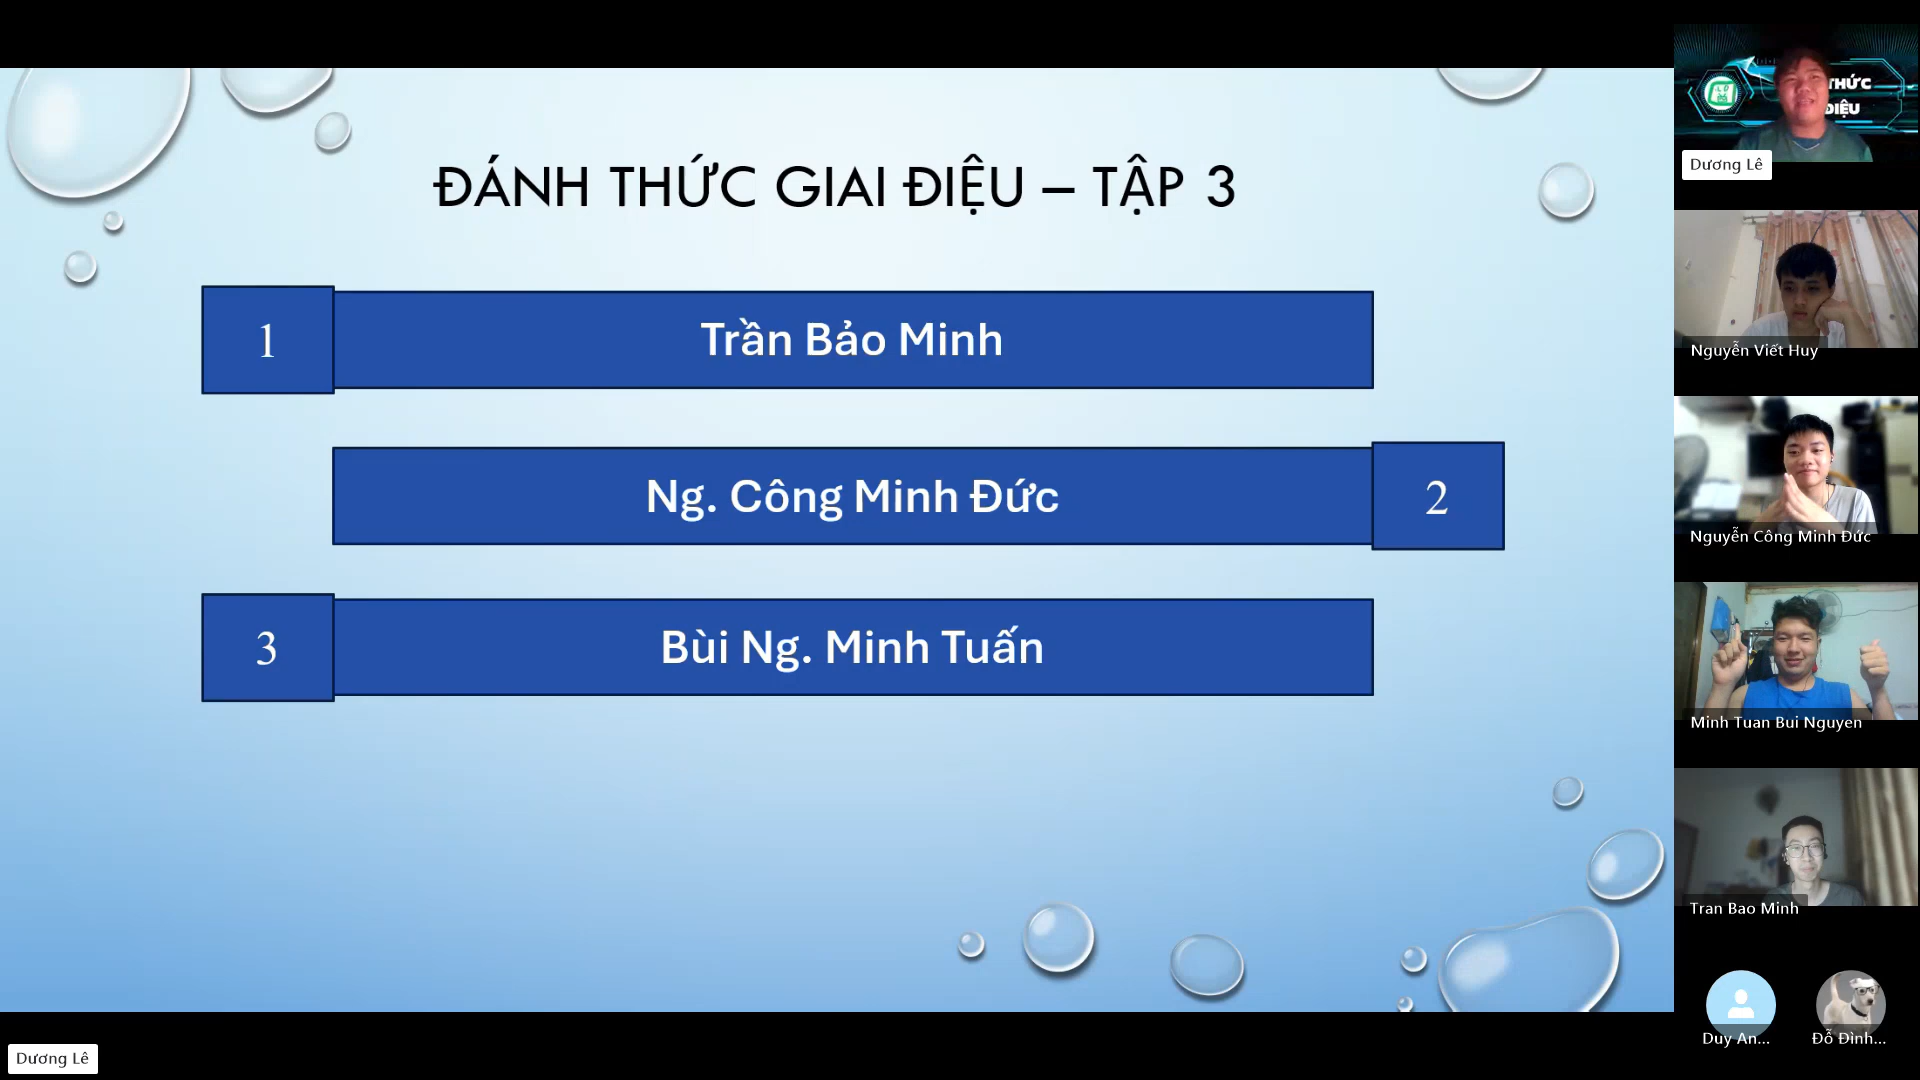 ĐÁNH THỨC GIAI ĐIỆU – TẬP 3
1
Trần Bảo Minh
Ng. Công Minh Đức
2
3
Bùi Ng. Minh Tuấn
Dương Lê
THỨC
ĐIỆU
Dương Lê
Nguyễn Viết Huy
Nguyễn Công Minh Đức
Minh Tuan Bui Nguyen
Tran Bao Minh
Duy An...
Đỗ Đình...